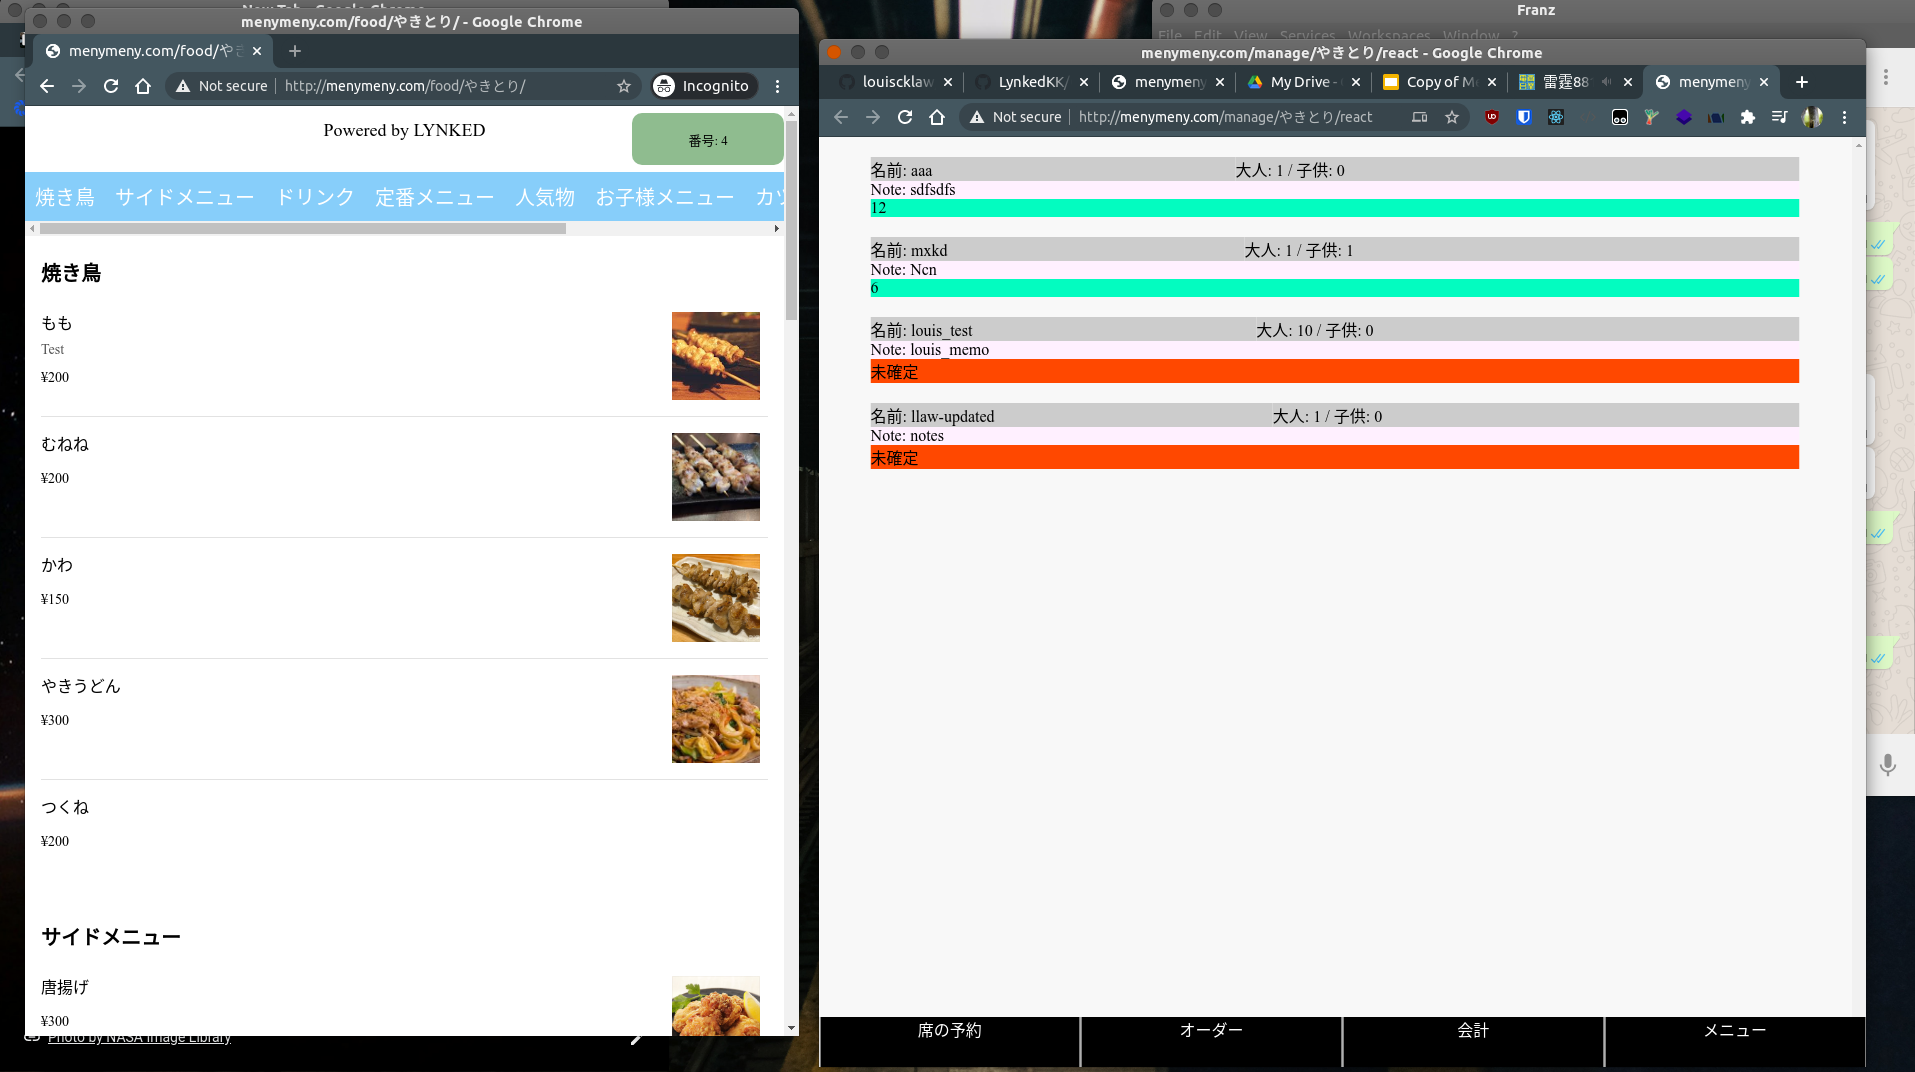 menymeny.com/food/やきとり/ - Google Chrome
menymeny.com/food/や
Not secure
http://menymeny.com/food/やきとり/
Incognito
Powered by LYNKED
番号: 4
焼き鳥 サイドメニュー ドリンク 定番メニュー 人気物 お子様メニュー
焼き鳥
もも
Test
¥200
むねね
¥200
かわ
¥150
やきうどん
¥300
つくね
¥200
サイドメニュー
唐揚げ
¥300
Photo by NASA Image Library
Franz
File Edit View Services Workspaces Window ?
menymeny.com/manage/やきとり/react - Google Chrome
louiscklaw
LynkedKK/
menymeny
My Drive -
Copy of M
雷霆88
menymeny
Not secure
http://menymeny.com/manage/やきとり/react
名前: aaa 大人: 1 / 子供: 0
Note: sdfsdfs
12
名前: mxkd 大人: 1 / 子供: 1
Note: Ncn
6
名前: louis_test 大人: 10 / 子供: 0
Note: louis_memo
未確定
名前: llaw-updated 大人: 1 / 子供: 0
Note: notes
未確定
席の予約 オーダー 会計 メニュー